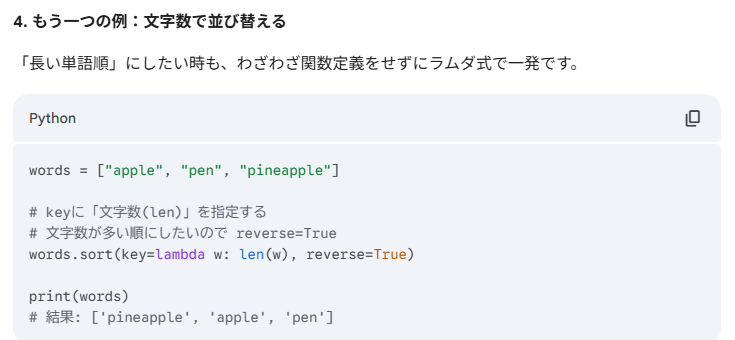 4. もう一つの例：文字数で並び替える
「長い単語順」にしたい時も、わざわざ関数定義をせずにラムダ式で一発です。
Python
words = ["apple", "pen", "pineapple"]
# keyに「文字数(len)」を指定する
# 文字数が多い順にしたいので reverse=True
words.sort(key=lambda w: len(w), reverse=True)
print(words)
# 結果: ['pineapple', 'apple', 'pen']